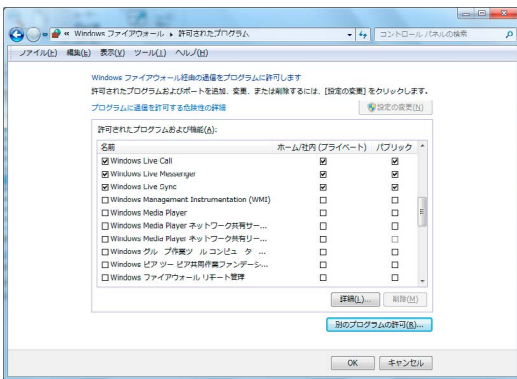 « Windows ファイアウォール ▸ 許可されたプログラム
コントロール パネルの検索
ファイル(F) 編集(E) 表示(V) ツール(T) ヘルプ(H)
Windows ファイアウォール経由の通信をプログラムに許可します
許可されたプログラムおよびポートを追加、変更、または削除するには、[設定の変更] をクリックします。
プログラムに通信を許可する危険性の詳細
設定の変更(N)
許可されたプログラムおよび機能(A):
名前 ホーム/社内 (プライベート) パブリック
Windows Live Call
Windows Live Messenger
Windows Live Sync
Windows Management Instrumentation (WMI)
Windows Media Player
Windows Media Player ネットワーク共有サー...
Windows Media Player ネットワーク共有リー...
Windows グル プ作業ツ ル コンピュ タ ...
Windows ピア ツー ピア共同作業ファンデーシ...
Windows ファイアウォール リモート管理
詳細(L)... 削除(M)
別のプログラムの許可(R)...
OK キャンセル